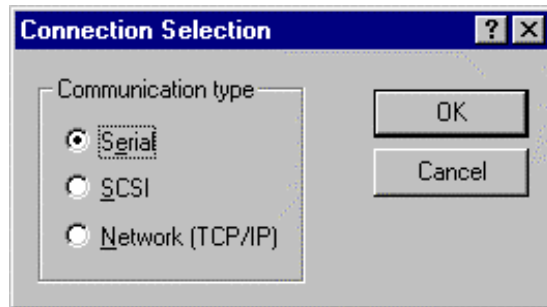 Connection Selection
Communication type
Serial
SCSI
Network (TCP/IP)
OK
Cancel